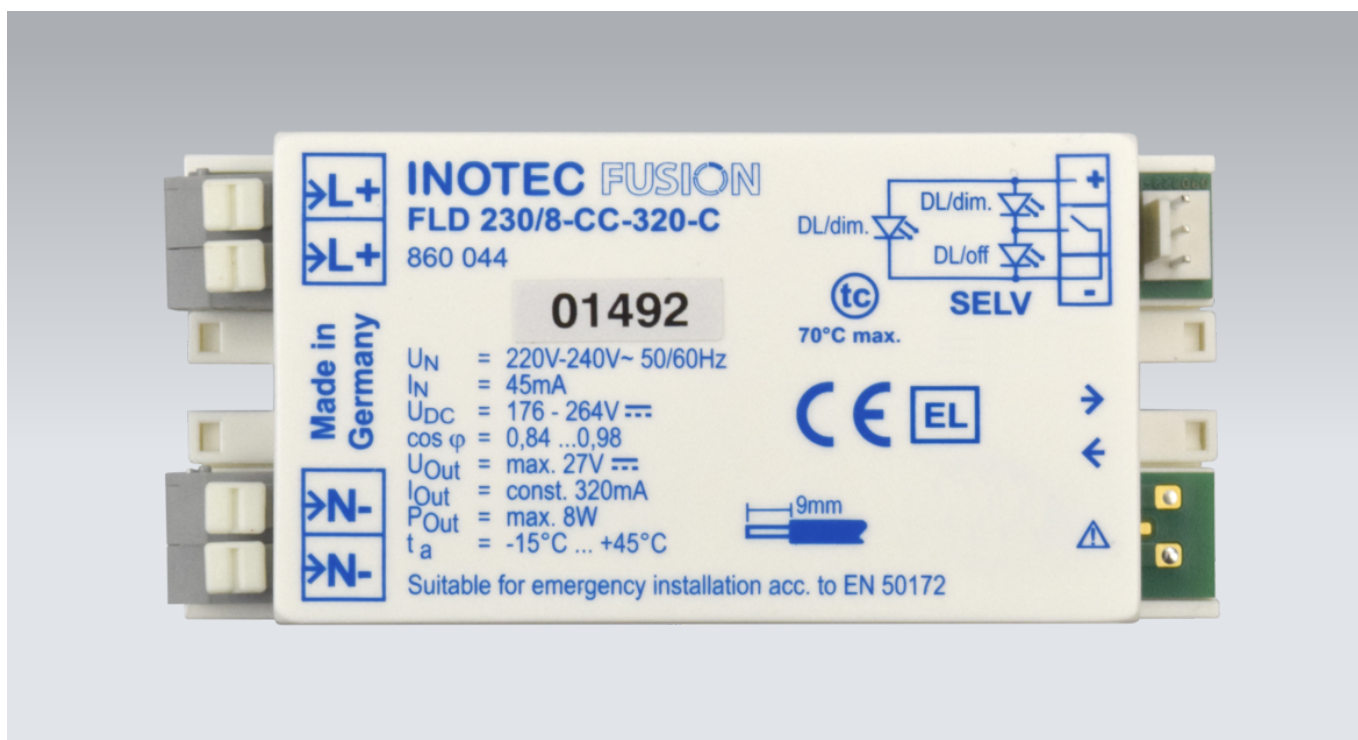 →L+
→L+
Made in
Germany
→N-
→N-
INOTEC FUSION
FLD 230/8-CC-320-C
860 044
01492
UN = 220V-240V~ 50/60Hz
IN = 45mA
UDC = 176 - 264V ⎓
cos φ = 0,84 ...0,98
UOut = max. 27V ⎓
IOut = const. 320mA
POut = max. 8W
ta = -15°C ... +45°C
Suitable for emergency installation acc. to EN 50172
+
DL/dim.
DL/dim.
DL/off
-
SELV
tc
70°C max.
CE EL
→
←
9mm